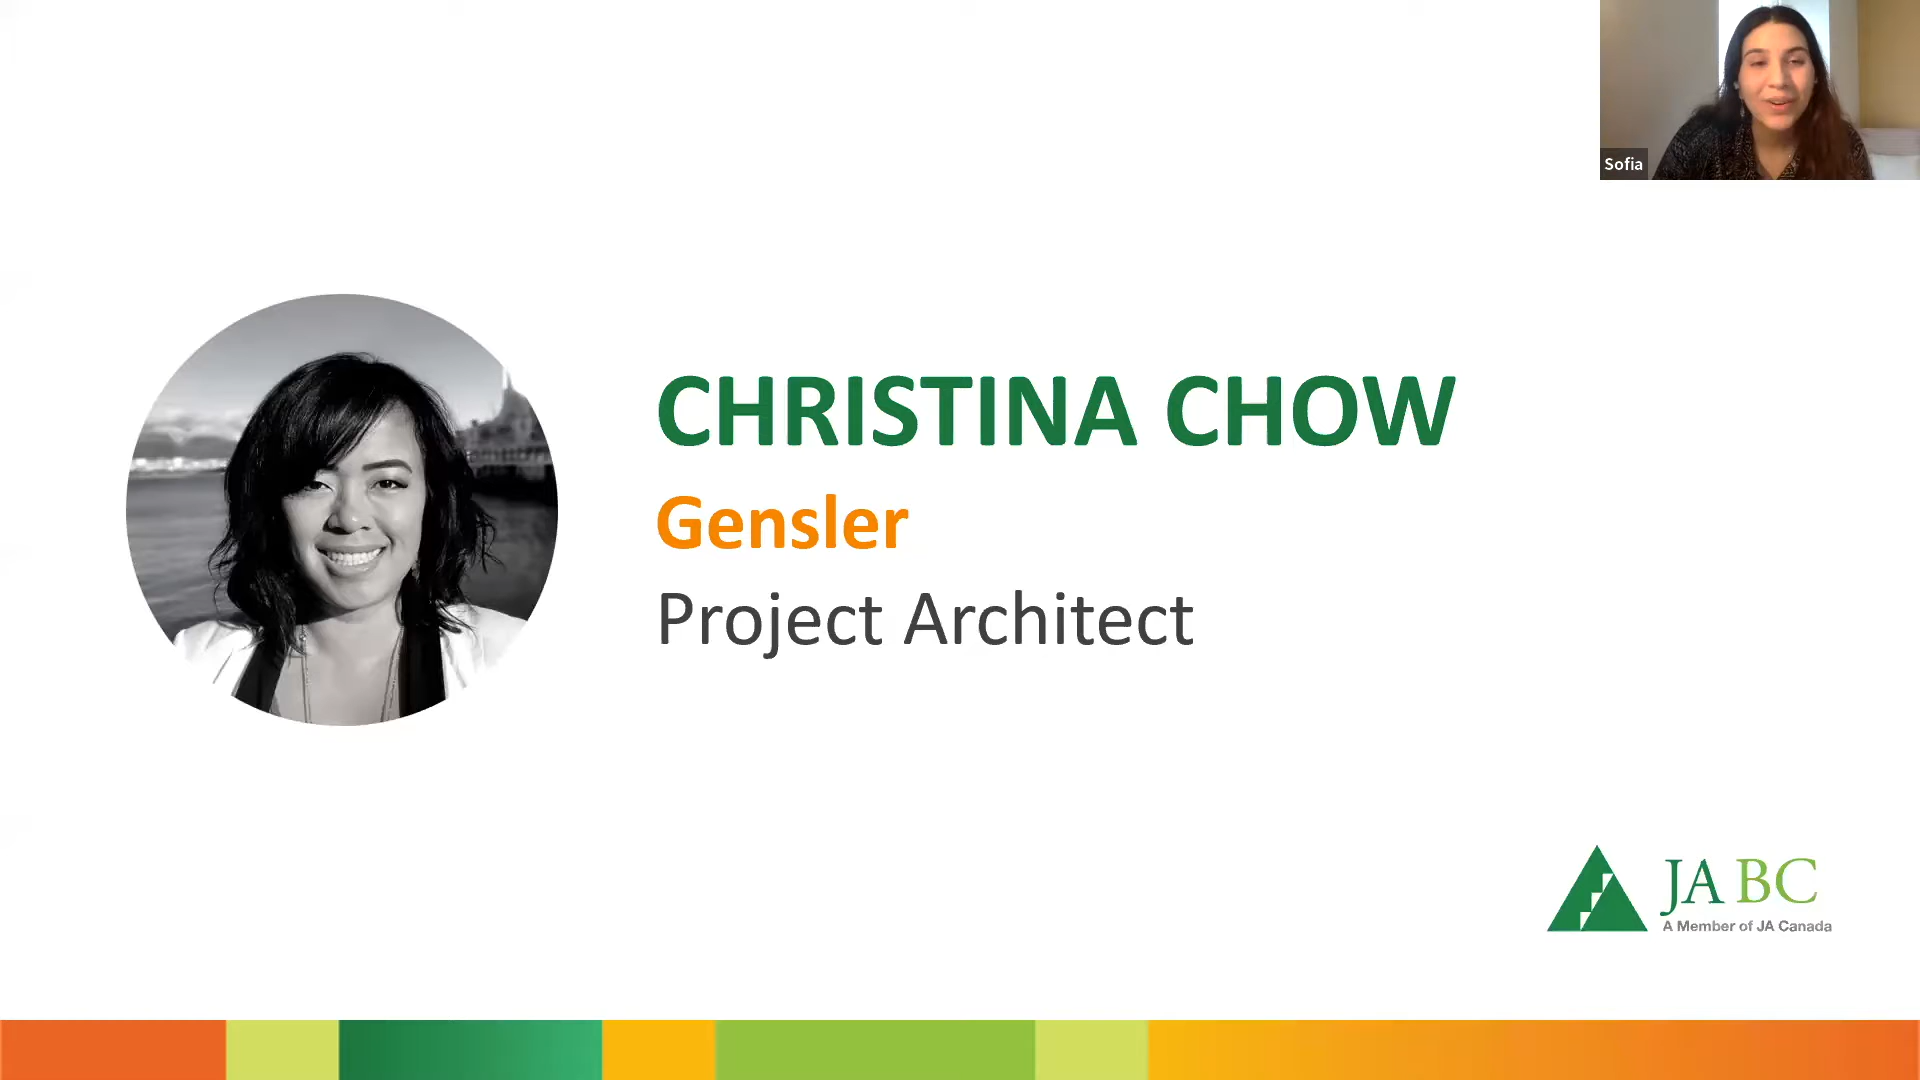 Sofia
CHRISTINA CHOW
Gensler
Project Architect
JA BC
A Member of JA Canada